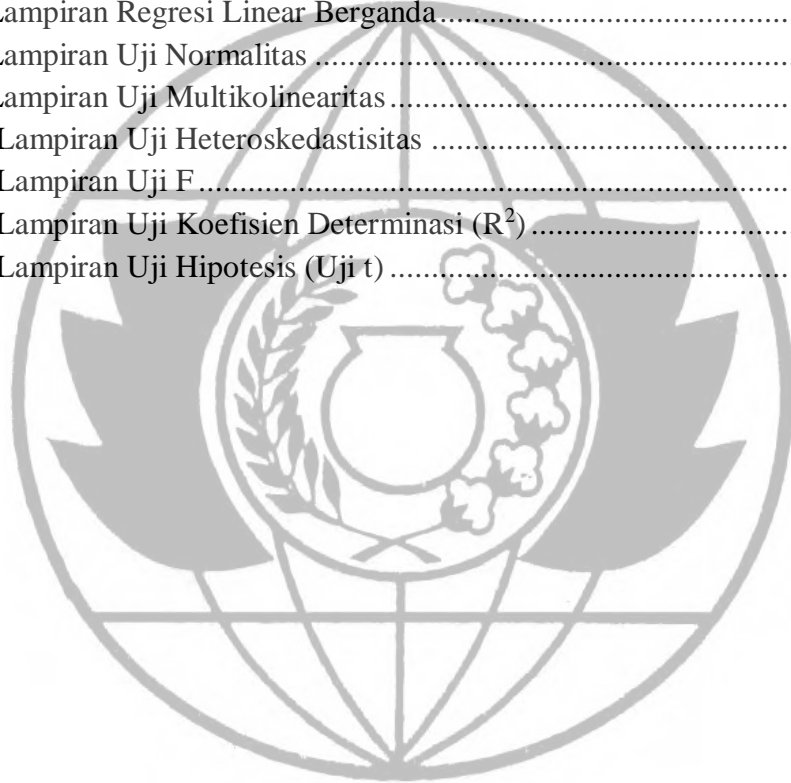 Lampiran Regresi Linear Berganda....................................................
Lampiran Uji Normalitas ....................................................................
Lampiran Uji Multikolinearitas..........................................................
Lampiran Uji Heteroskedastisitas .....................................................
Lampiran Uji F...................................................................................
Lampiran Uji Koefisien Determinasi (R²).......................................
Lampiran Uji Hipotesis (Uji t) ..........................................................